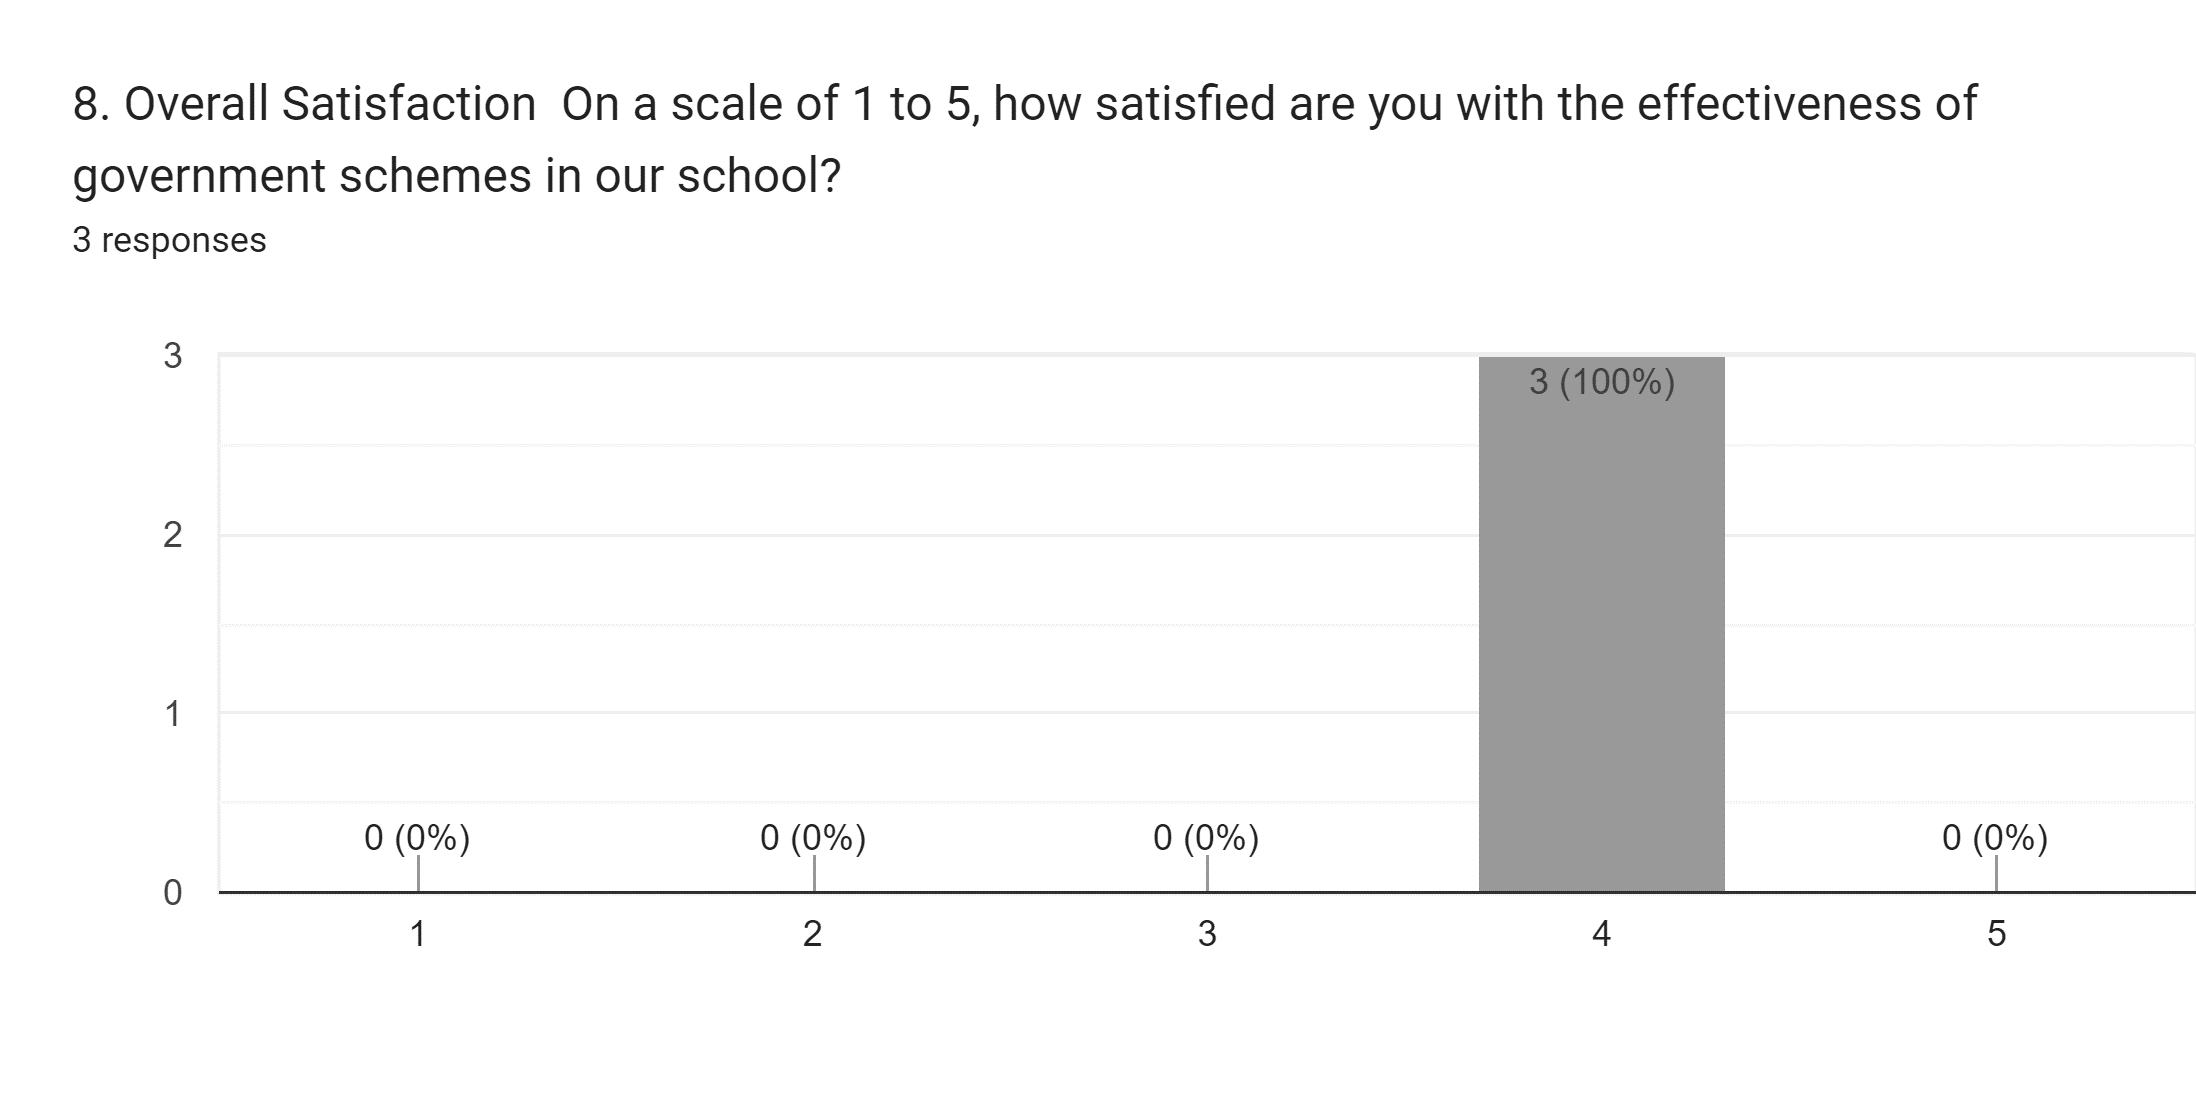 8. Overall Satisfaction  On a scale of 1 to 5, how satisfied are you with the effectiveness of
government schemes in our school?
3 responses
3
3 (100%)
2
1
0 (0%) 0 (0%) 0 (0%) 0 (0%)
0
1 2 3 4 5